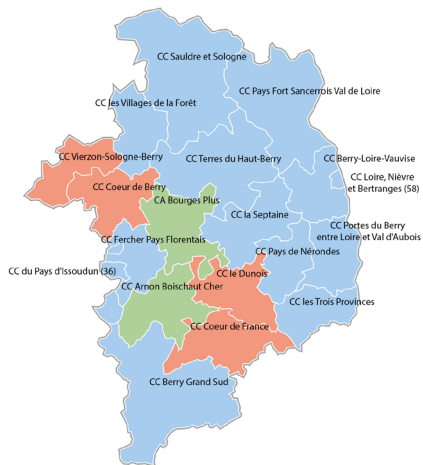 CC Sauldre et Sologne
CC Pays Fort Sancerrois Val de Loire
CC les Villages de la Forêt
CC Vierzon-Sologne-Berry
CC Terres du Haut-Berry
CC Berry-Loire-Vauvise
CC Loire, Nièvre
et Bertranges (58)
CC Coeur de Berry
CA Bourges Plus
CC la Septaine
CC Portes du Berry
entre Loire et Val d'Aubois
CC Fercher Pays Florentais
CC Pays de Nérondes
CC du Pays d'Issoudun (36)
CC le Dunois
CC Arnon Boischaut Cher
CC les Trois Provinces
CC Coeur de France
CC Berry Grand Sud